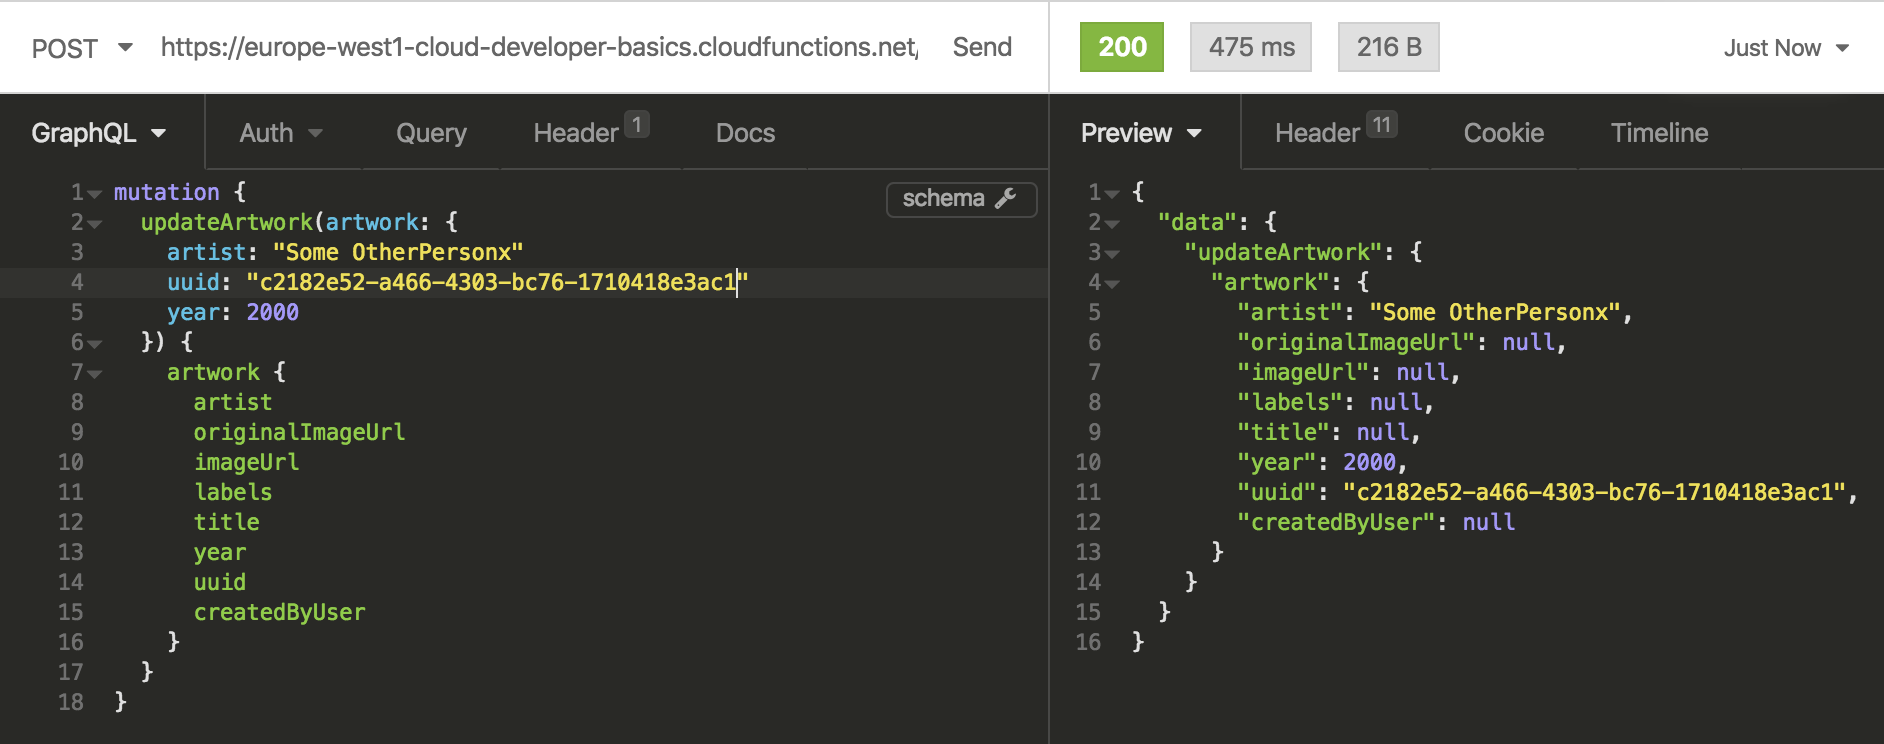 POST https://europe-west1-cloud-developer-basics.cloudfunctions.net/ Send
200 475 ms 216 B Just Now
GraphQL Auth Query Header 1 Docs
Preview Header 11 Cookie Timeline
schema
1 mutation {
2 updateArtwork(artwork: {
3 artist: "Some OtherPersonx"
4 uuid: "c2182e52-a466-4303-bc76-1710418e3ac1"
5 year: 2000
6 }) {
7 artwork {
8 artist
9 originalImageUrl
10 imageUrl
11 labels
12 title
13 year
14 uuid
15 createdByUser
16 }
17 }
18 }
1 {
2 "data": {
3 "updateArtwork": {
4 "artwork": {
5 "artist": "Some OtherPersonx",
6 "originalImageUrl": null,
7 "imageUrl": null,
8 "labels": null,
9 "title": null,
10 "year": 2000,
11 "uuid": "c2182e52-a466-4303-bc76-1710418e3ac1",
12 "createdByUser": null
13 }
14 }
15 }
16 }